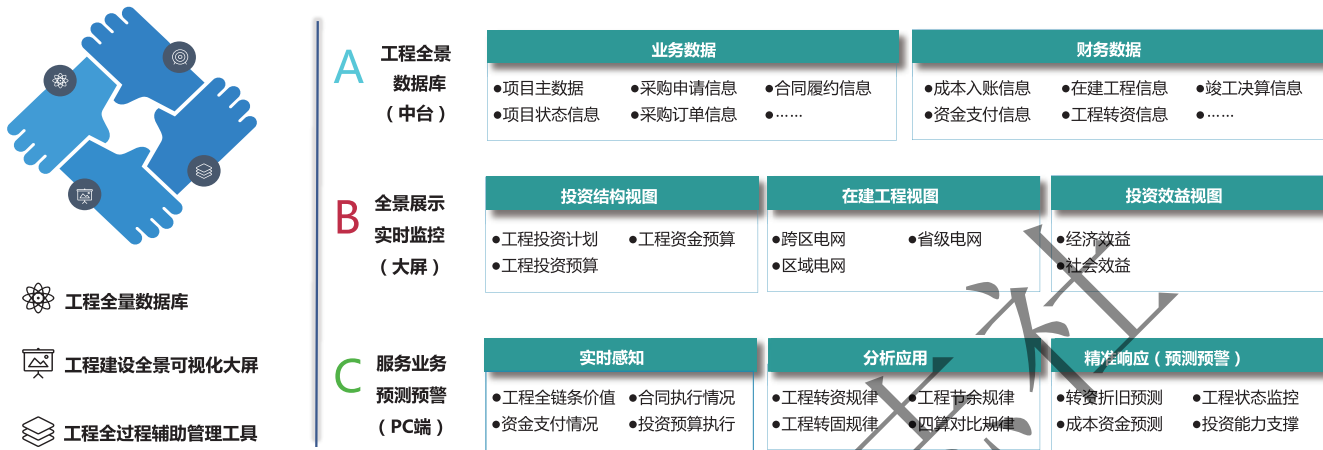 工程全量数据库
工程建设全景可视化大屏
工程全过程辅助管理工具
A 工程全景
数据库
（中台）
业务数据
●项目主数据 ●采购申请信息 ●合同履约信息
●项目状态信息 ●采购订单信息 ●……
财务数据
●成本入账信息 ●在建工程信息 ●竣工决算信息
●资金支付信息 ●工程转资信息 ●……
B 全景展示
实时监控
（大屏）
投资结构视图
●工程投资计划 ●工程资金预算
●工程投资预算
在建工程视图
●跨区电网 ●省级电网
●区域电网
投资效益视图
●经济效益
●社会效益
C 服务业务
预测预警
（PC端）
实时感知
●工程全链条价值 ●合同执行情况
●资金支付情况 ●投资预算执行
分析应用
●工程转资规律 ●工程节余规律
●工程转固规律 ●四算对比规律
精准响应（预测预警）
●转资折旧预测 ●工程状态监控
●成本资金预测 ●投资能力支撑
社